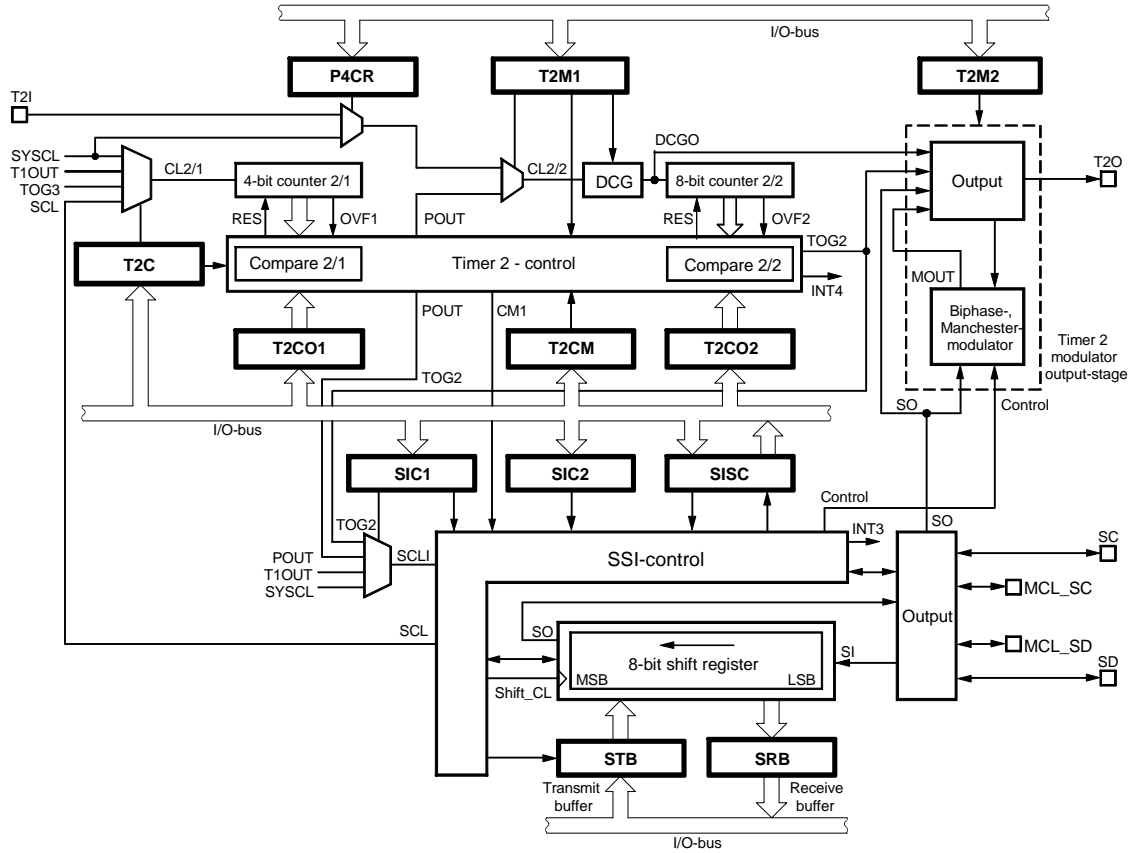 I/O-bus
P4CR
T2M1
T2M2
T2I
DCGO
SYSCL
T1OUT
TOG3
SCL
CL2/1
4-bit counter 2/1
CL2/2
DCG
8-bit counter 2/2
Output
T2O
RES
OVF1
POUT
RES
OVF2
TOG2
T2C
Compare 2/1
Timer 2 - control
Compare 2/2
INT4
MOUT
Biphase-,
Manchester-
modulator
Timer 2
modulator
output-stage
POUT
CM1
T2CO1
T2CM
T2CO2
TOG2
SO
Control
I/O-bus
SIC1
SIC2
SISC
Control
TOG2
INT3
SO
POUT
T1OUT
SYSCL
SCLI
SSI-control
SC
MCL_SC
Output
MCL_SD
SD
SCL
SO
SI
8-bit shift register
MSB
LSB
Shift_CL
STB
SRB
Transmit
buffer
Receive
buffer
I/O-bus